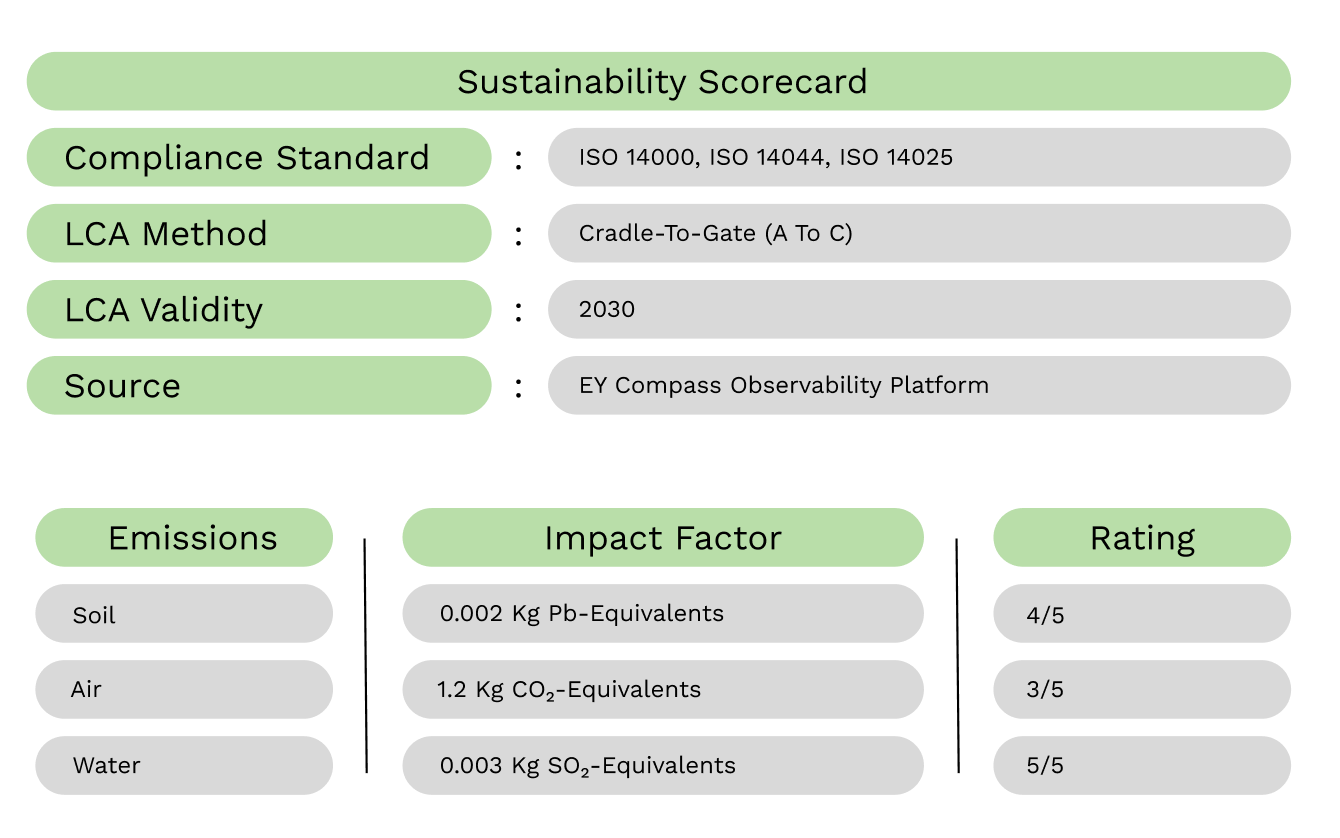 Sustainability Scorecard
Compliance Standard : ISO 14000, ISO 14044, ISO 14025
LCA Method : Cradle-To-Gate (A To C)
LCA Validity : 2030
Source : EY Compass Observability Platform
Emissions Impact Factor Rating
Soil 0.002 Kg Pb-Equivalents 4/5
Air 1.2 Kg CO₂-Equivalents 3/5
Water 0.003 Kg SO₂-Equivalents 5/5